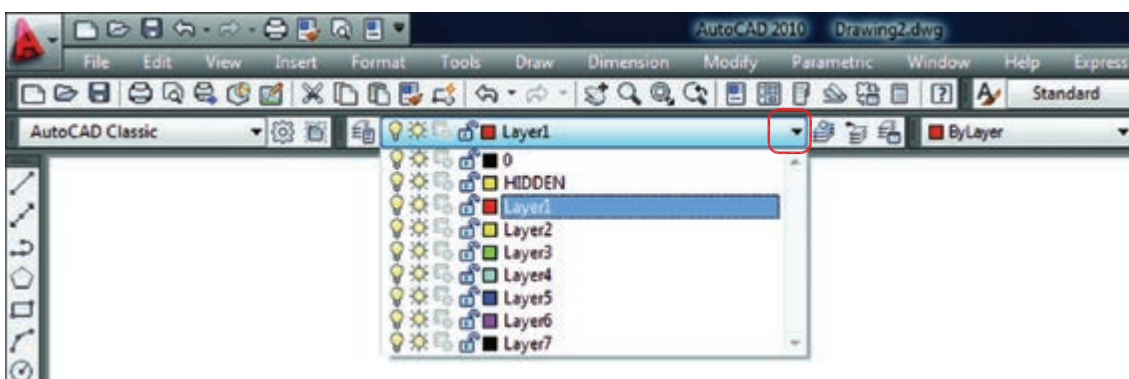 AutoCAD 2010 Drawing2.dwg
File Edit View Insert Format Tools Draw Dimension Modify Parametric Window Help Express
Standard
AutoCAD Classic Layer1 ByLayer
0
HIDDEN
Layer1
Layer2
Layer3
Layer4
Layer5
Layer6
Layer7